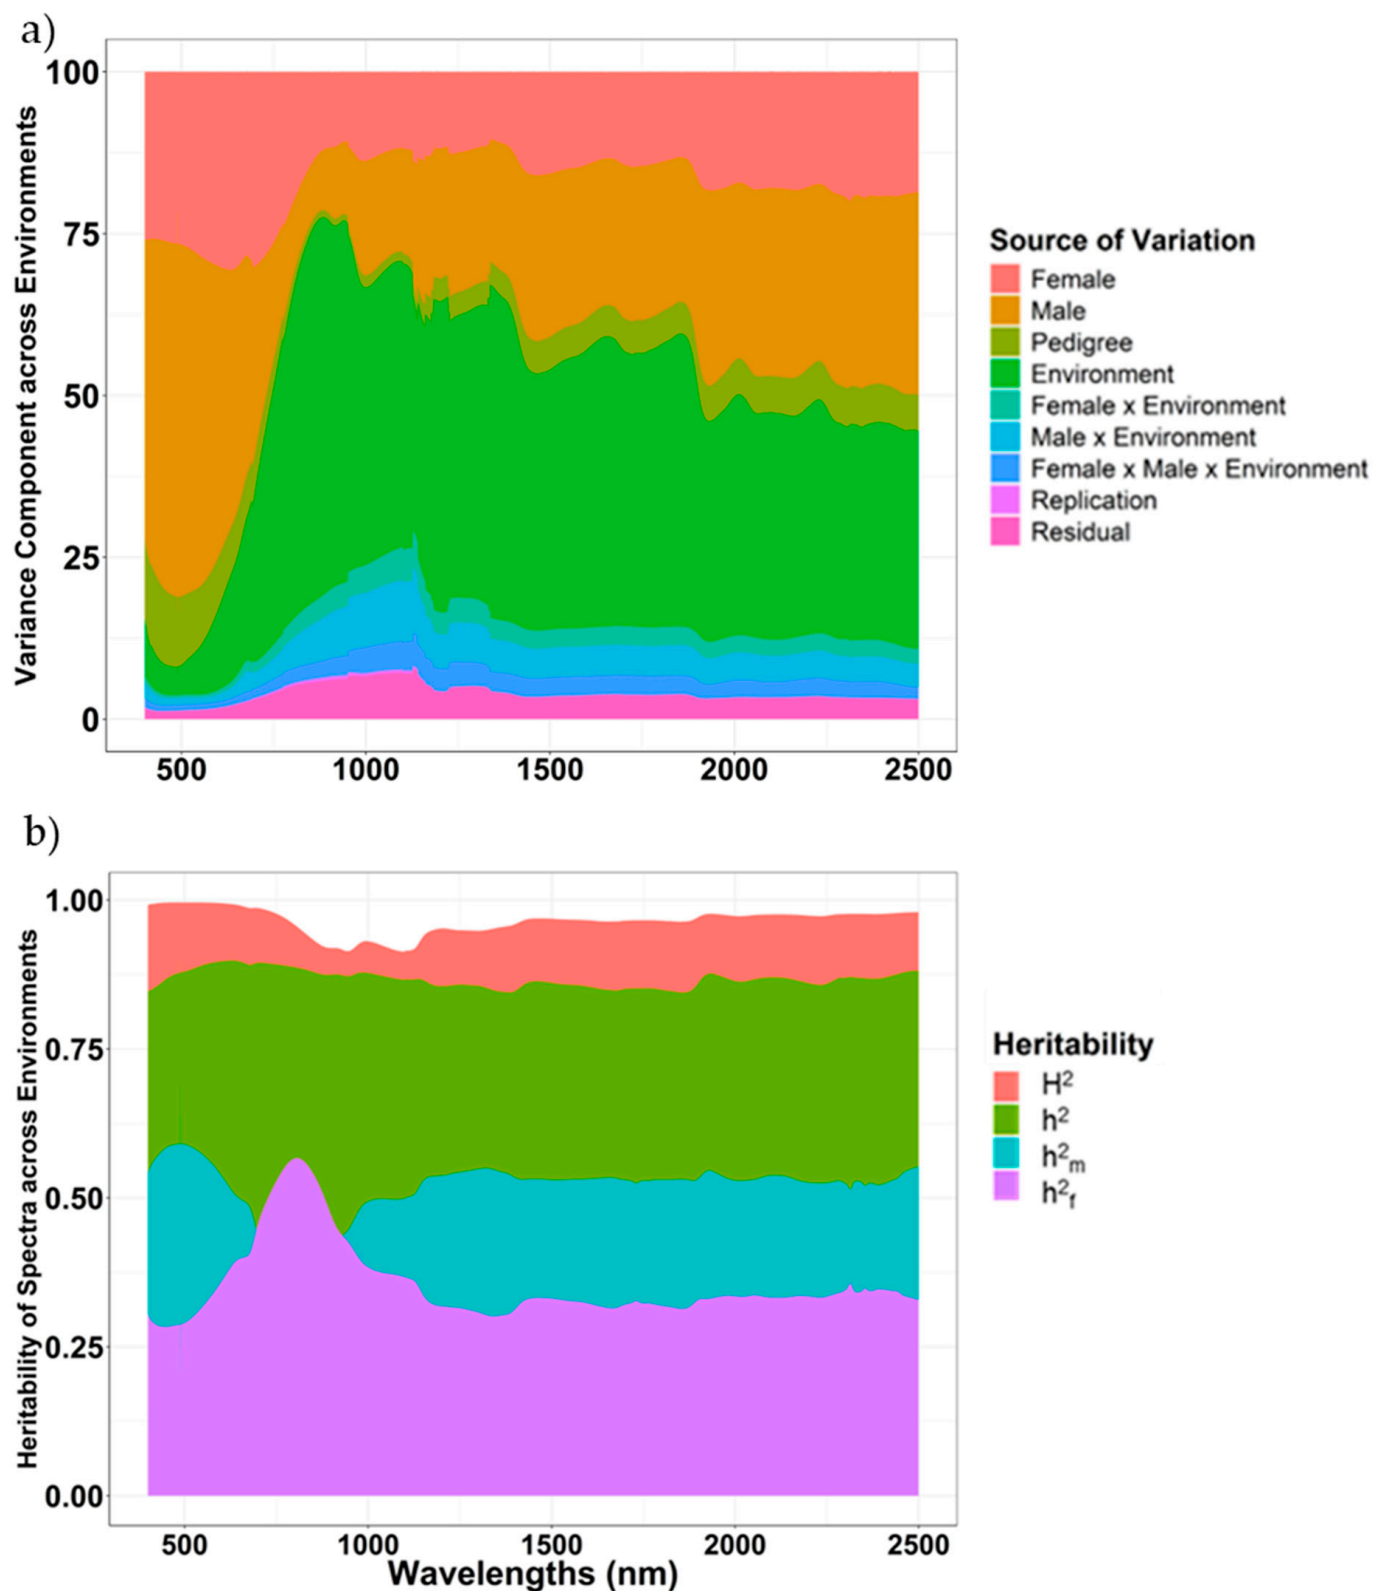 a)
Variance Component across Environments
100
75
50
25
0
500 1000 1500 2000 2500
Source of Variation
Female
Male
Pedigree
Environment
Female x Environment
Male x Environment
Female x Male x Environment
Replication
Residual
b)
Heritability of Spectra across Environments
1.00
0.75
0.50
0.25
0.00
500 1000 1500 2000 2500
Wavelengths (nm)
Heritability
H²
h²
h²m
h²f